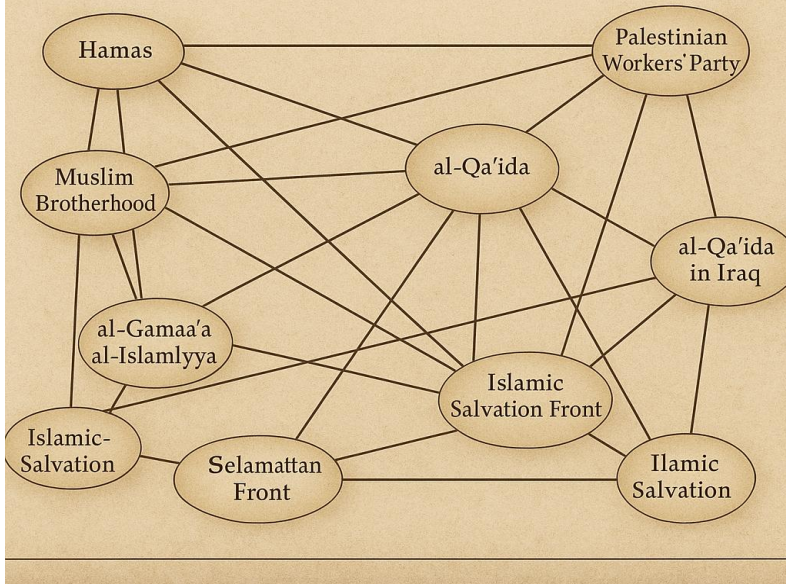 Hamas
Palestinian
Workers' Party
al-Qa'ida
Muslim
Brotherhood
al-Qa'ida
in Iraq
al-Gamaa'a
al-Islamlyya
Islamic
Salvation Front
Islamic-
Salvation
Selamattan
Front
Ilamic
Salvation